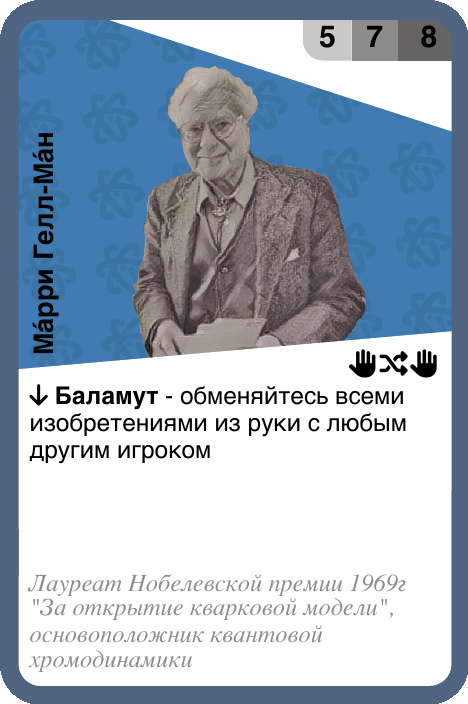 5 7 8
Ма́рри Гелл-Ма́н
↓ Баламут - обменяйтесь всеми
изобретениями из руки с любым
другим игроком
Лауреат Нобелевской премии 1969г
"За открытие кварковой модели",
основоположник квантовой
хромодинамики